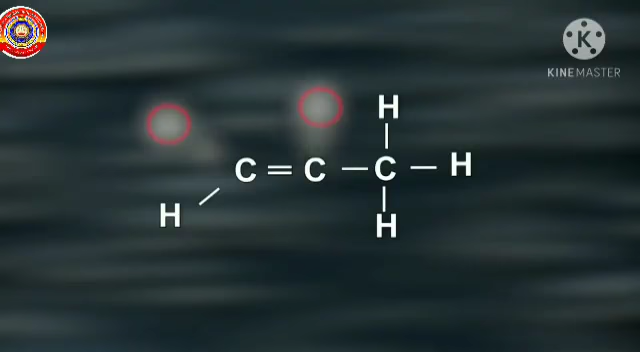 K
KINEMASTER
H
C = C — C — H
H
H